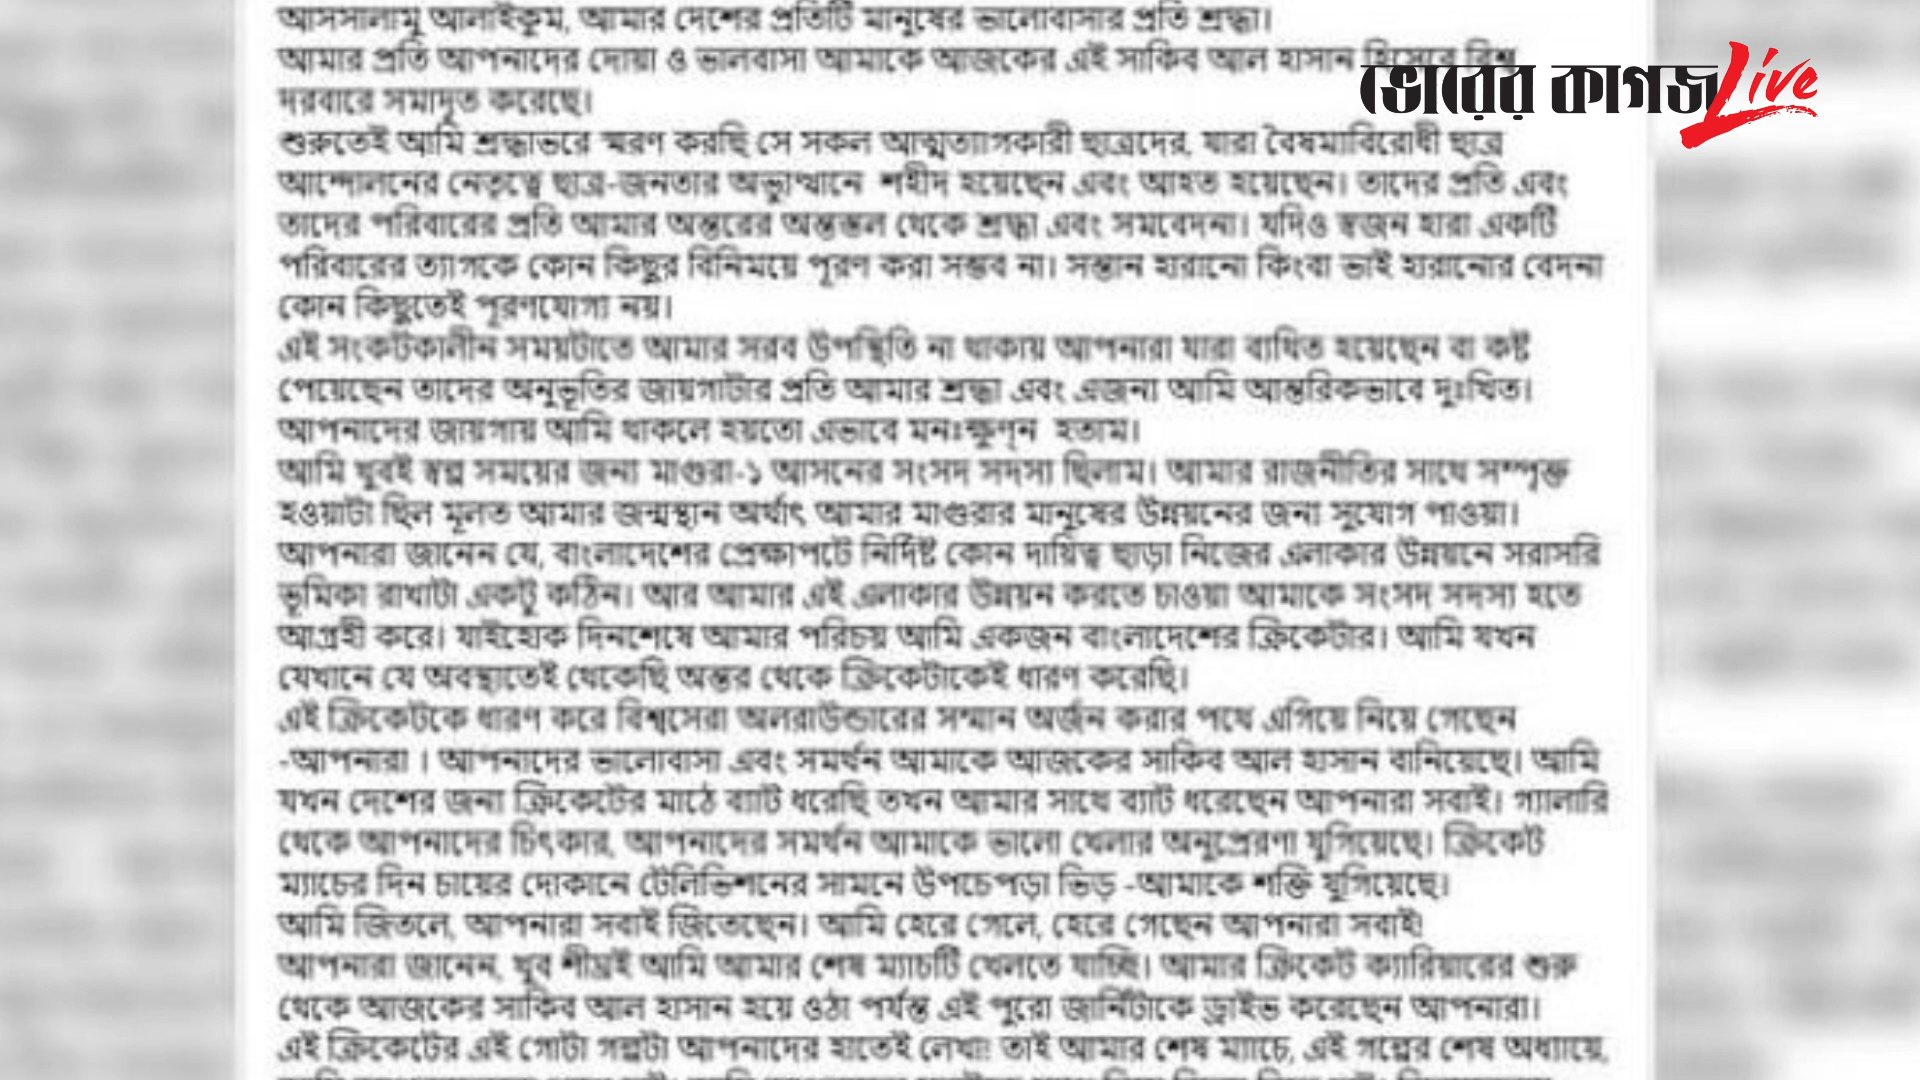 আসসালামু আলাইকুম, আমার দেশের প্রতিটি মানুষের ভালোবাসার প্রতি শ্রদ্ধা।
আমার প্রতি আপনাদের দোয়া ও ভালবাসা আমাকে আজকের এই সাকিব আল হাসান হিসেবে বিশ্ব
ভোরের কাগজ Live
দরবারে সমাদৃত করেছে।
শুরুতেই আমি শ্রদ্ধাভরে স্মরণ করছি সে সকল আত্মত্যাগকারী ছাত্রদের, যারা বৈষম্যবিরোধী ছাত্র
আন্দোলনের নেতৃত্বে ছাত্র-জনতার অভ্যুত্থানে শহীদ হয়েছেন এবং আহত হয়েছেন। তাদের প্রতি এবং
তাদের পরিবারের প্রতি আমার অন্তরের অন্তস্তল থেকে শ্রদ্ধা এবং সমবেদনা। যদিও স্বজন হারা একটি
পরিবারের ত্যাগকে কোন কিছুর বিনিময়ে পূরণ করা সম্ভব না। সন্তান হারানো কিংবা ভাই হারানোর বেদনা
কোন কিছুতেই পূরণযোগ্য নয়।
এই সংকটকালীন সময়টাতে আমার সরব উপস্থিতি না থাকায় আপনারা যারা ব্যথিত হয়েছেন বা কষ্ট
পেয়েছেন তাদের অনুভূতির জায়গাটার প্রতি আমার শ্রদ্ধা এবং এজন্য আমি আন্তরিকভাবে দুঃখিত।
আপনাদের জায়গায় আমি থাকলে হয়তো এভাবে মনঃক্ষুণ্ন হতাম।
আমি খুবই স্বল্প সময়ের জন্য মাগুরা-১ আসনের সংসদ সদস্য ছিলাম। আমার রাজনীতির সাথে সম্পৃক্ত
হওয়াটা ছিল মূলত আমার জন্মস্থান অর্থাৎ আমার মাগুরার মানুষের উন্নয়নের জন্য সুযোগ পাওয়া।
আপনারা জানেন যে, বাংলাদেশের প্রেক্ষাপটে নির্দিষ্ট কোন দায়িত্ব ছাড়া নিজের এলাকার উন্নয়নে সরাসরি
ভূমিকা রাখাটা একটু কঠিন। আর আমার এই এলাকার উন্নয়ন করতে চাওয়া আমাকে সংসদ সদস্য হতে
আগ্রহী করে। যাইহোক দিনশেষে আমার পরিচয় আমি একজন বাংলাদেশের ক্রিকেটার। আমি যখন
যেখানে যে অবস্থাতেই থেকেছি অন্তর থেকে ক্রিকেটাকেই ধারণ করেছি।
এই ক্রিকেটকে ধারণ করে বিশ্বসেরা অলরাউন্ডারের সম্মান অর্জন করার পথে এগিয়ে নিয়ে গেছেন
-আপনারা । আপনাদের ভালোবাসা এবং সমর্থন আমাকে আজকের সাকিব আল হাসান বানিয়েছে। আমি
যখন দেশের জন্য ক্রিকেটের মাঠে ব্যাট ধরেছি তখন আমার সাথে ব্যাট ধরেছেন আপনারা সবাই। গ্যালারি
থেকে আপনাদের চিৎকার, আপনাদের সমর্থন আমাকে ভালো খেলার অনুপ্রেরণা যুগিয়েছে। ক্রিকেট
ম্যাচের দিন চায়ের দোকানে টেলিভিশনের সামনে উপচেপড়া ভিড় -আমাকে শক্তি যুগিয়েছে।
আমি জিতলে, আপনারা সবাই জিতেছেন। আমি হেরে গেলে, হেরে গেছেন আপনারা সবাই!
আপনারা জানেন, খুব শীঘ্রই আমি আমার শেষ ম্যাচটি খেলতে যাচ্ছি। আমার ক্রিকেট ক্যারিয়ারের শুরু
থেকে আজকের সাকিব আল হাসান হয়ে ওঠা পর্যন্ত এই পুরো জার্নিটাকে ড্রাইভ করেছেন আপনারা।
এই ক্রিকেটের এই গোটা গল্পটা আপনাদের হাতেই লেখা! তাই আমার শেষ ম্যাচে, এই গল্পের শেষ অধ্যায়ে,